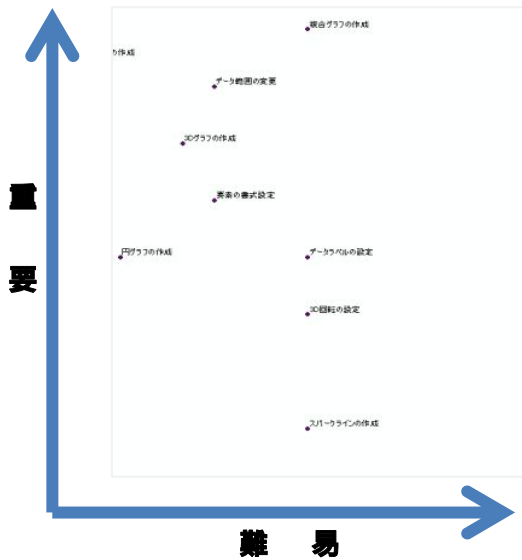 複合グラフの作成
の作成
データ範囲の変更
3Dグラフの作成
要素の書式設定
円グラフの作成
データラベルの設定
3D回転の設定
スパークラインの作成
重要
難易